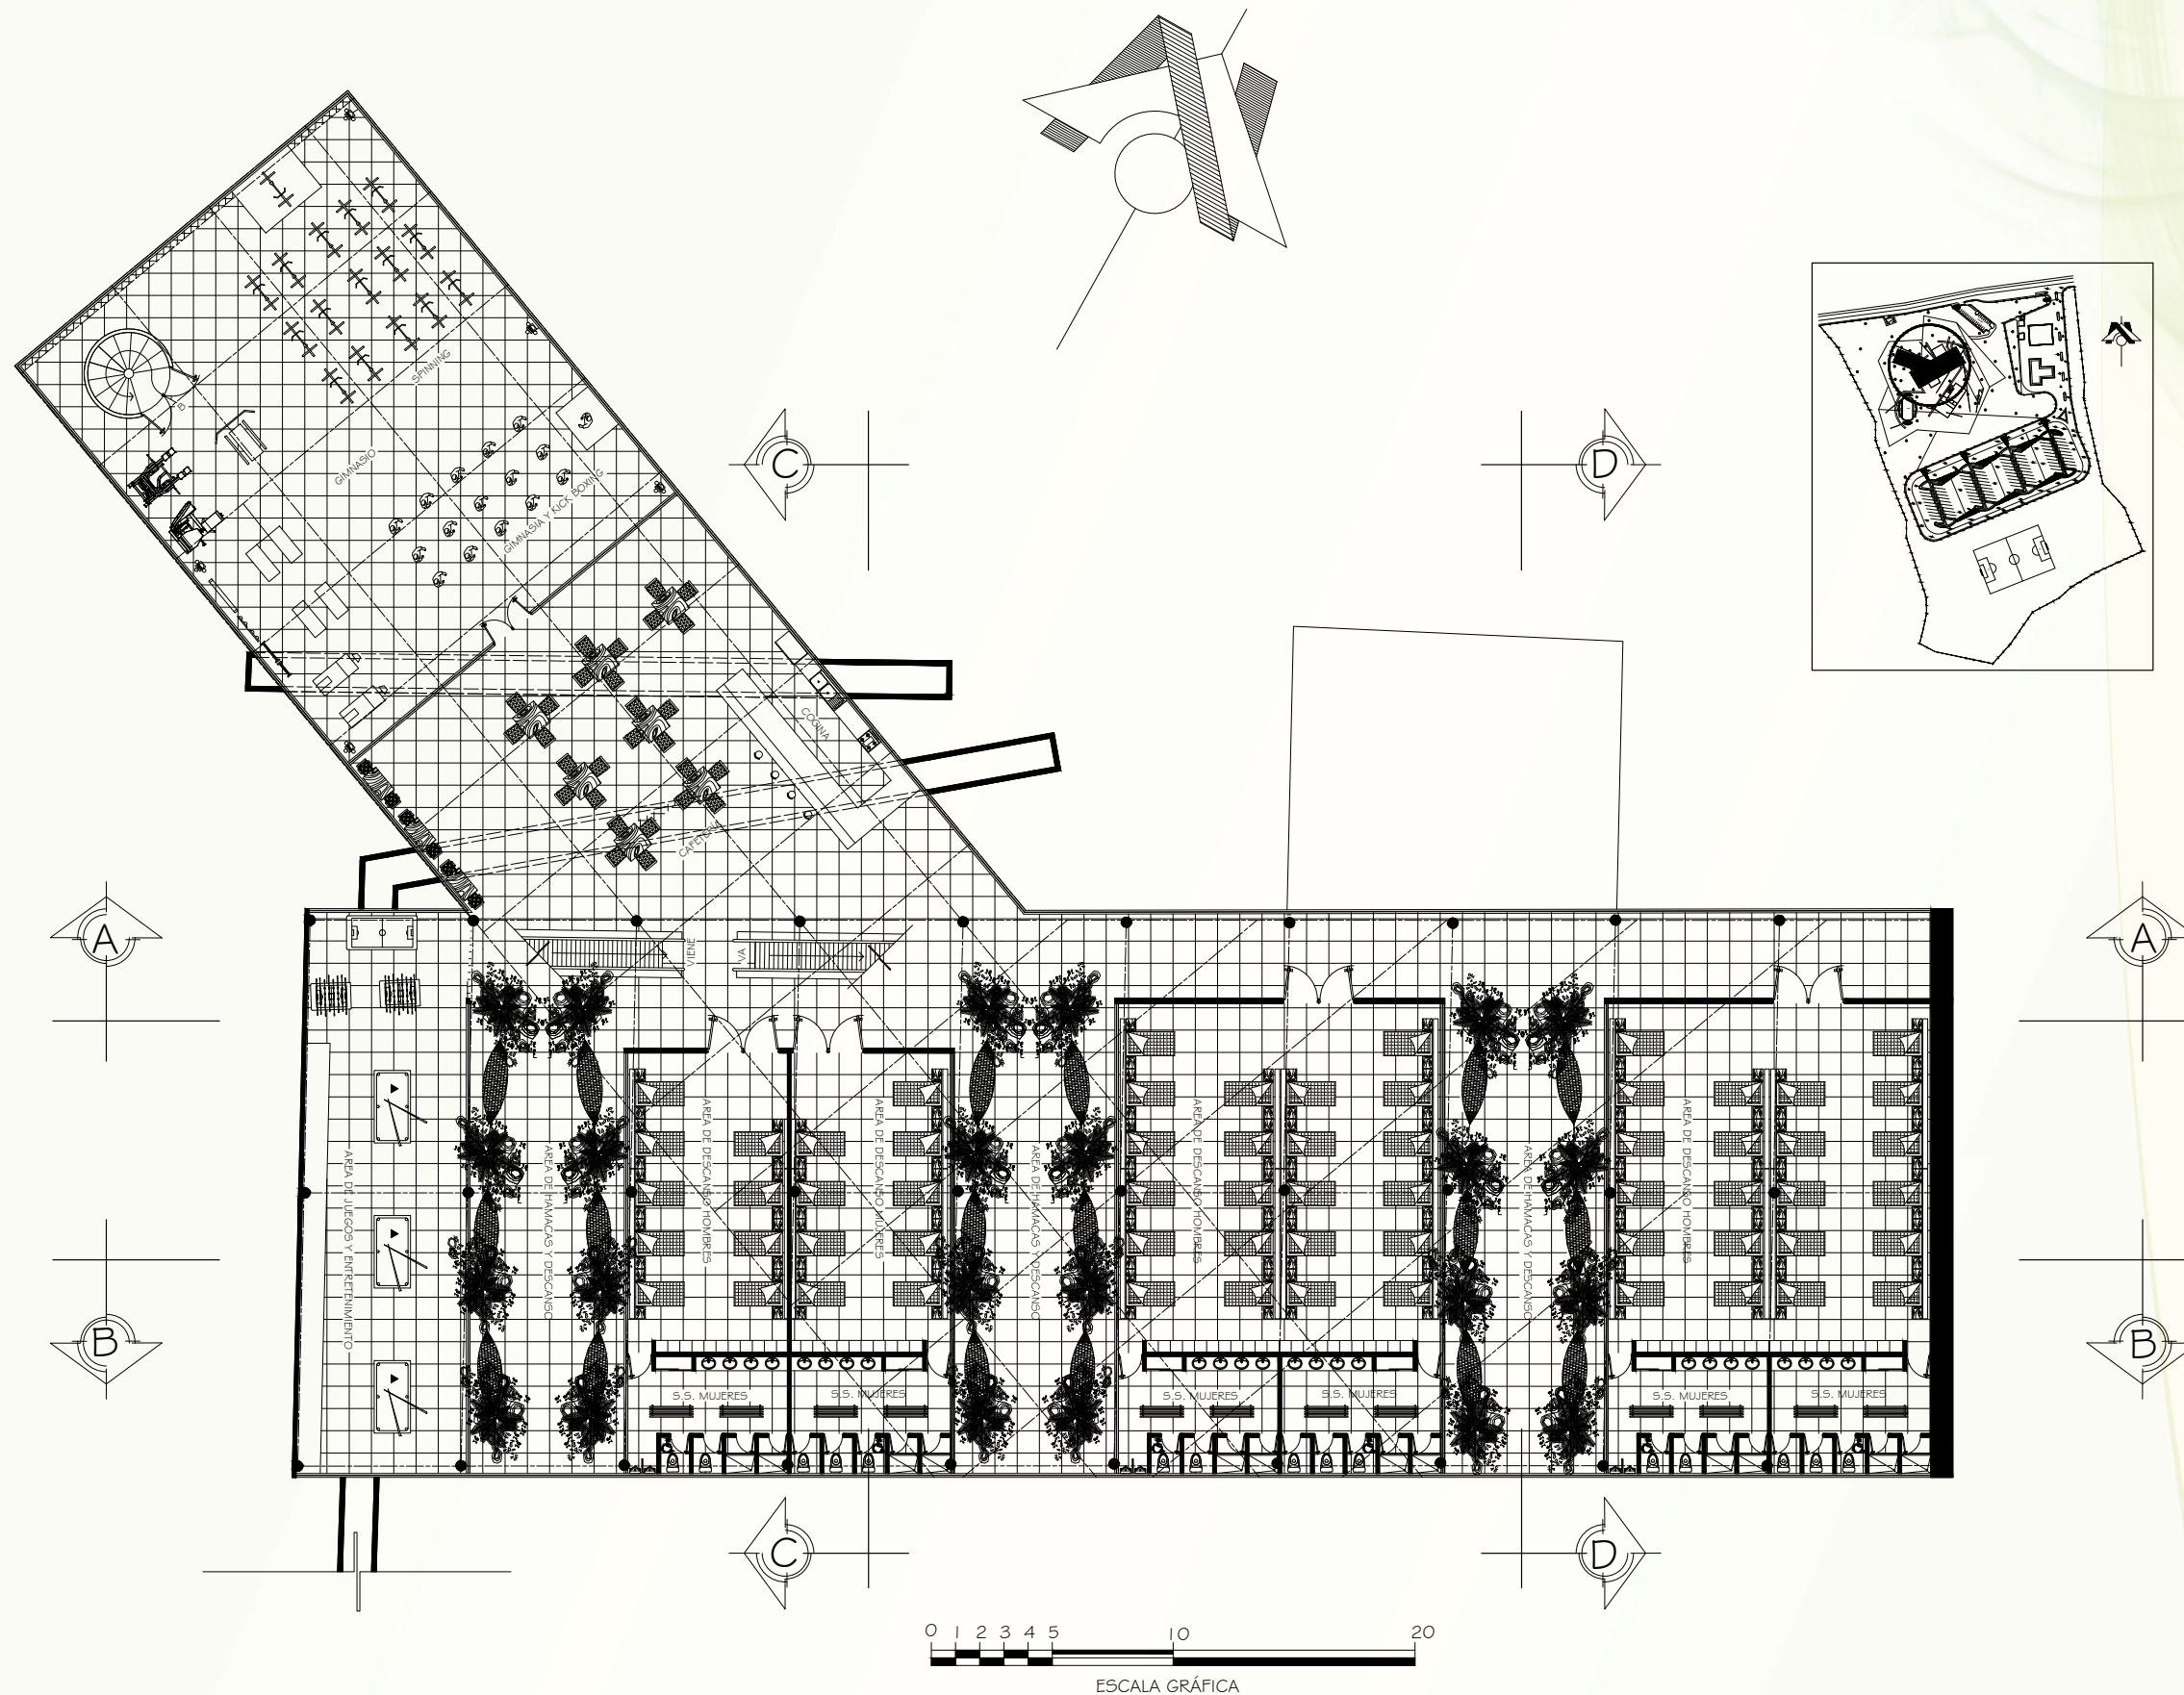 SPINNING
B
GIMNASIO
GIMNASIA Y KICK BOXING
C
D
COCINA
CAFETERÍA
A
A
VIENE
VA
AREA DE JUEGOS Y ENTRETENIMIENTO
AREA DE HAMACAS Y DESCANSO
AREA DE DESCANSO HOMBRES
AREA DE DESCANSO MUJERES
AREA DE HAMACAS Y DESCANSO
AREA DE DESCANSO HOMBRES
AREA DE HAMACAS Y DESCANSO
AREA DE DESCANSO HOMBRES
B
B
S.S. MUJERES
S.S. MUJERES
S.S. MUJERES
S.S. MUJERES
S.S. MUJERES
S.S. MUJERES
C
D
0 1 2 3 4 5 10 20
ESCALA GRÁFICA